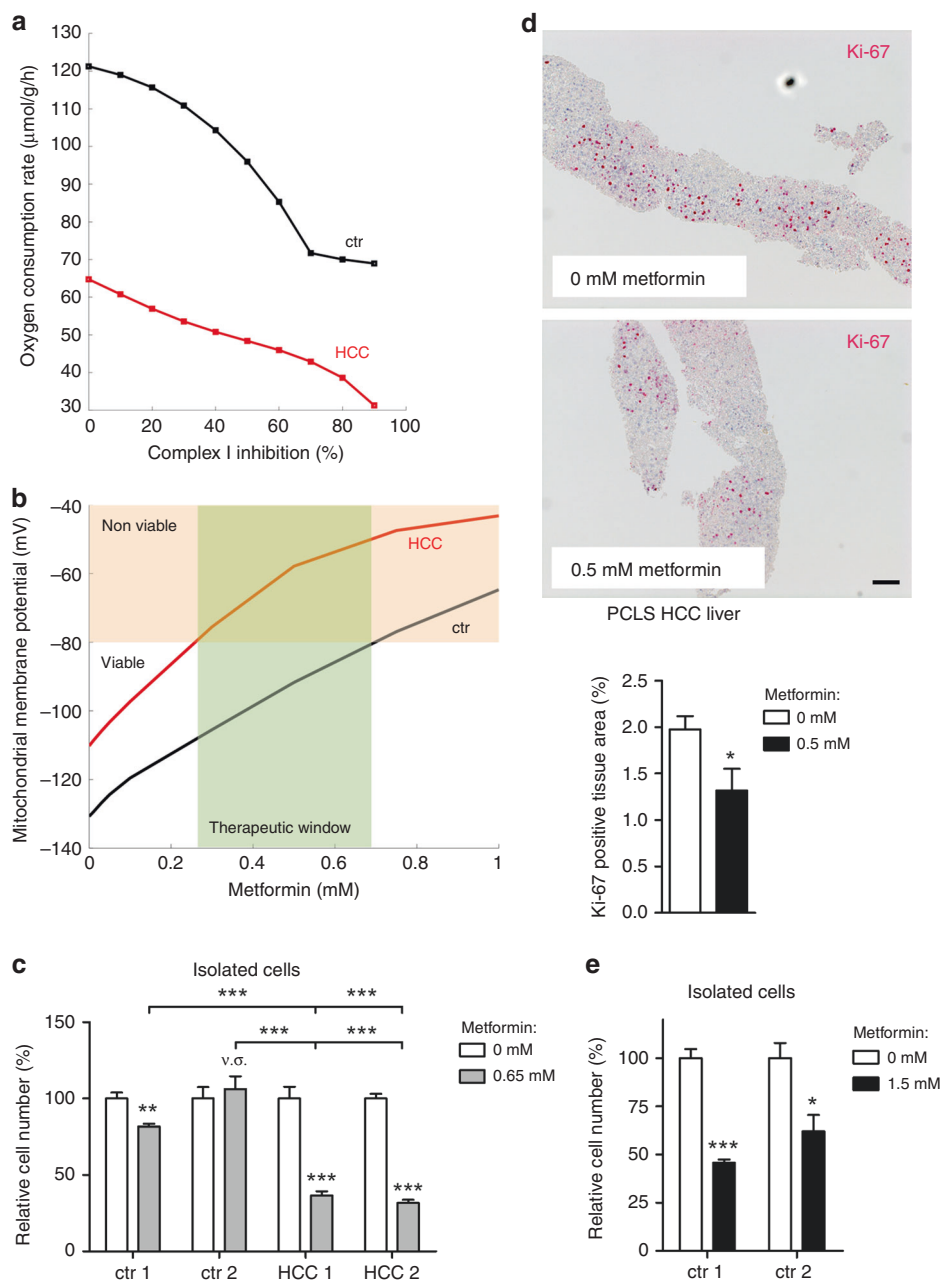 a
130
120
110
100
90
80
70
60
50
40
30
Oxygen consumption rate (μmol/g/h)
ctr
HCC
0
20
40
60
80
100
Complex I inhibition (%)
b
−40
−60
−80
−100
−120
−140
Mitochondrial membrane potential (mV)
Non viable
HCC
ctr
Viable
Therapeutic window
0
0.2
0.4
0.6
0.8
1
Metformin (mM)
c
Isolated cells
***
***
***
***
150
100
50
0
Relative cell number (%)
**
ν.σ.
***
***
ctr 1
ctr 2
HCC 1
HCC 2
Metformin:
0 mM
0.65 mM
d
Ki-67
0 mM metformin
Ki-67
0.5 mM metformin
PCLS HCC liver
2.5
2.0
1.5
1.0
2.5
0.0
Ki-67 positive tissue area (%)
*
Metformin:
0 mM
0.5 mM
e
Isolated cells
100
75
50
25
0
Relative cell number (%)
***
*
ctr 1
ctr 2
Metformin:
0 mM
1.5 mM